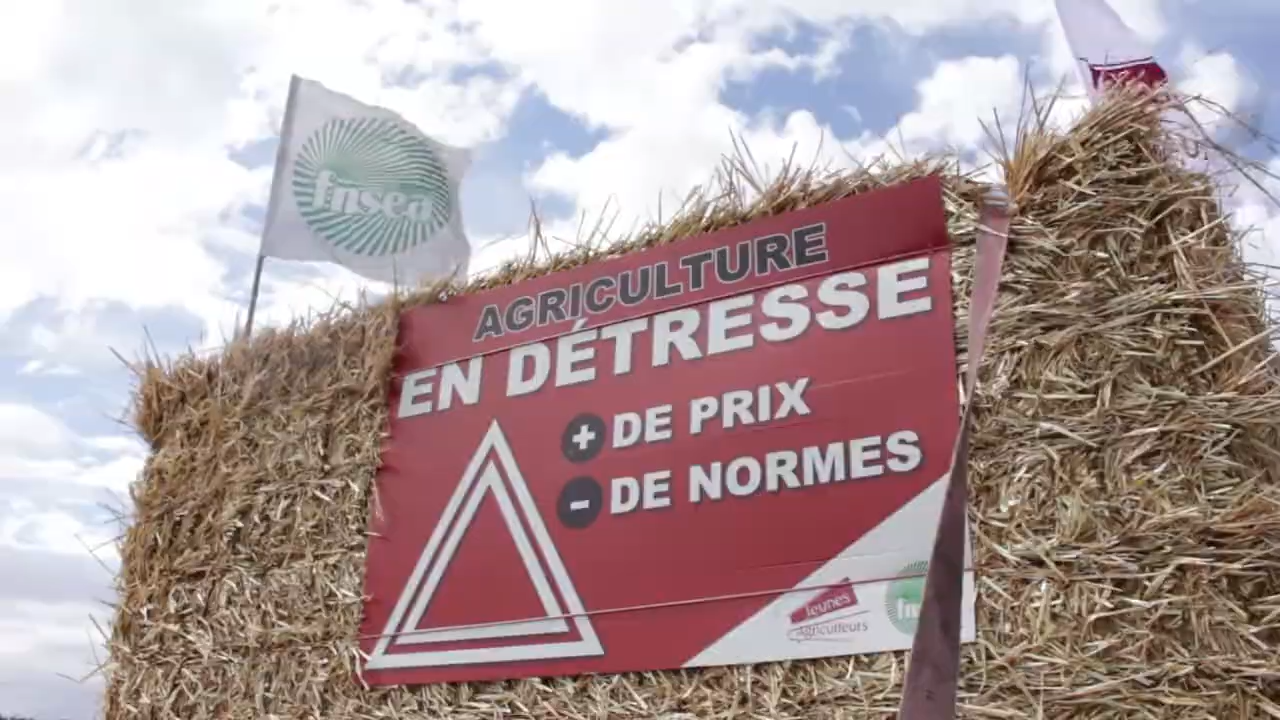 fnsea
AGRICULTURE
EN DÉTRESSE
+ DE PRIX
- DE NORMES
Jeunes
Agriculteurs